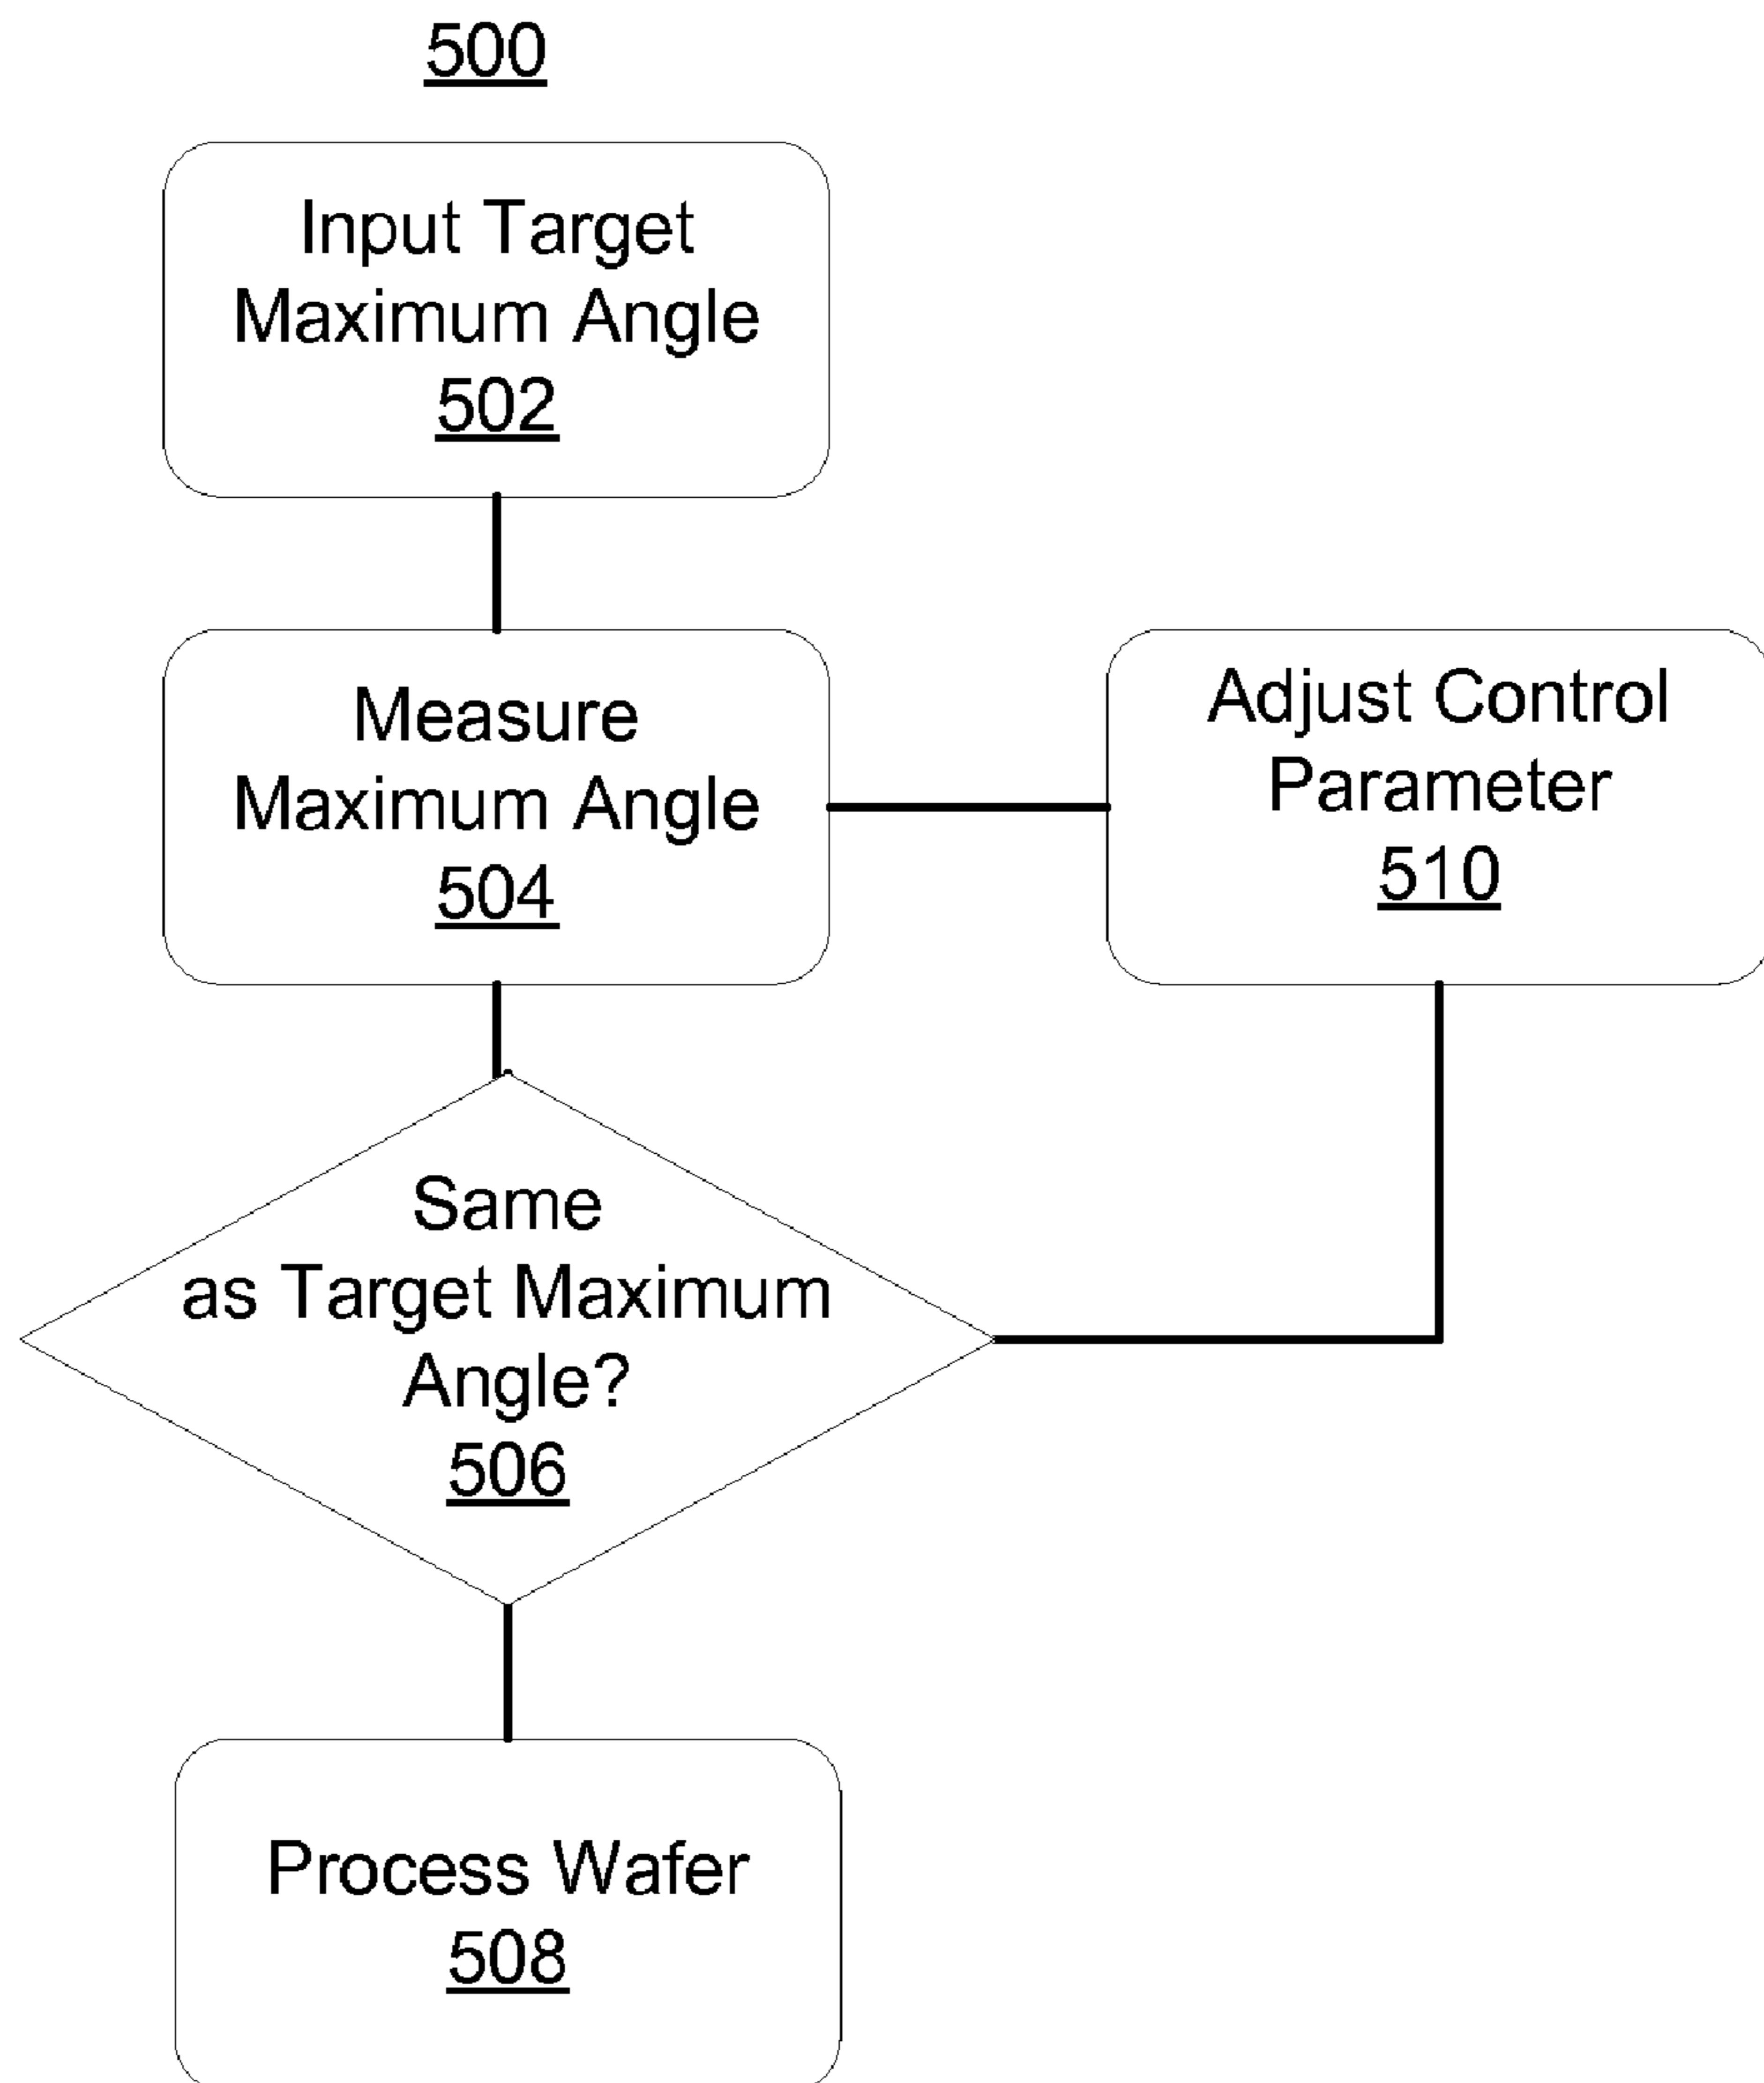 500
Input Target
Maximum Angle
502
Measure
Maximum Angle
504
Adjust Control
Parameter
510
Same
as Target Maximum
Angle?
506
Process Wafer
508